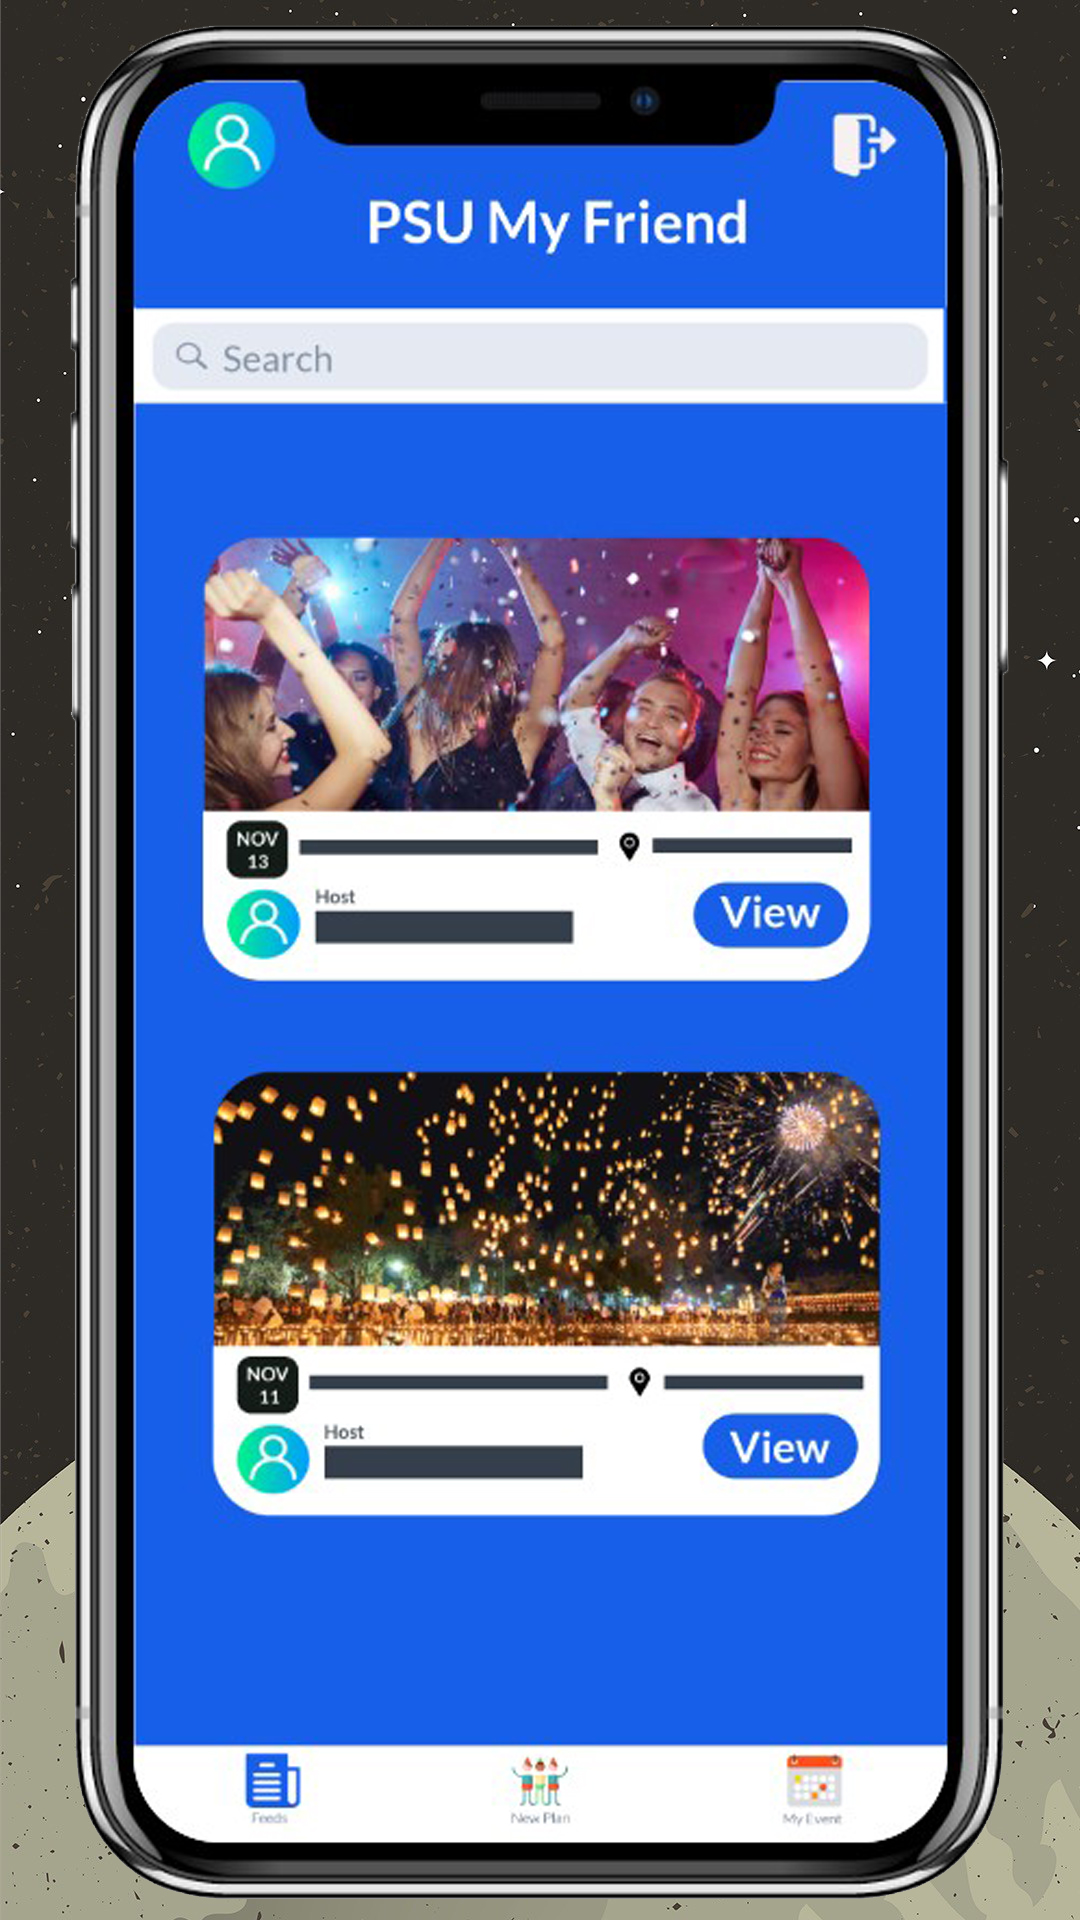 PSU My Friend
Search
NOV
13
Host
View
NOV
11
Host
View
Feeds
New Plan
My Event